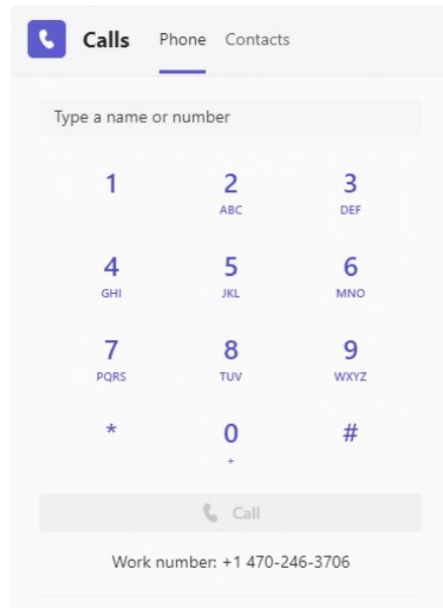 Calls Phone Contacts
Type a name or number
1 2 3
ABC DEF
4 5 6
GHI JKL MNO
7 8 9
PQRS TUV WXYZ
* 0 #
+
Call
Work number: +1 470-246-3706